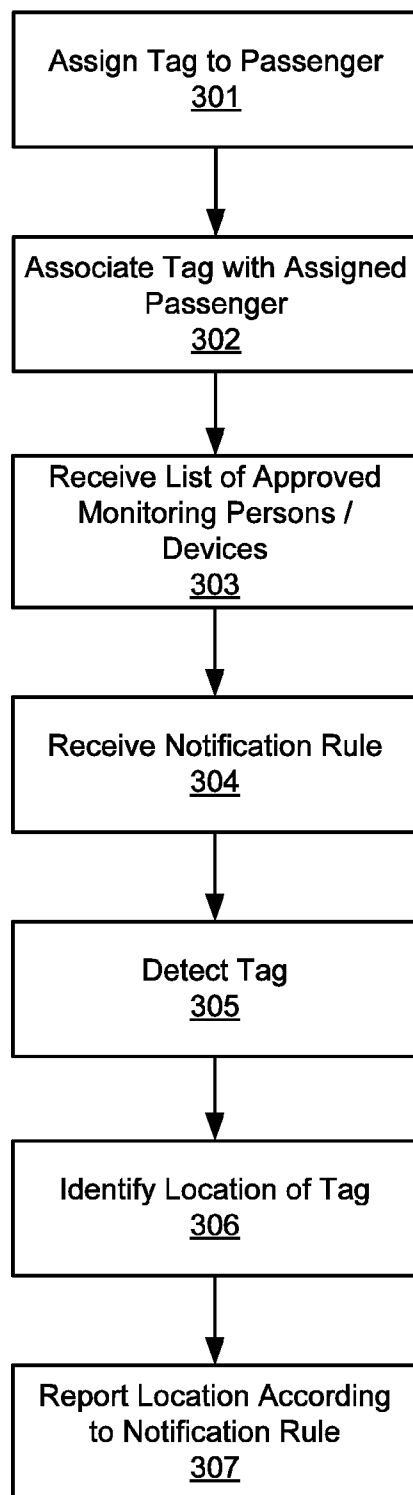 Assign Tag to Passenger
301
Associate Tag with Assigned
Passenger
302
Receive List of Approved
Monitoring Persons /
Devices
303
Receive Notification Rule
304
Detect Tag
305
Identify Location of Tag
306
Report Location According
to Notification Rule
307